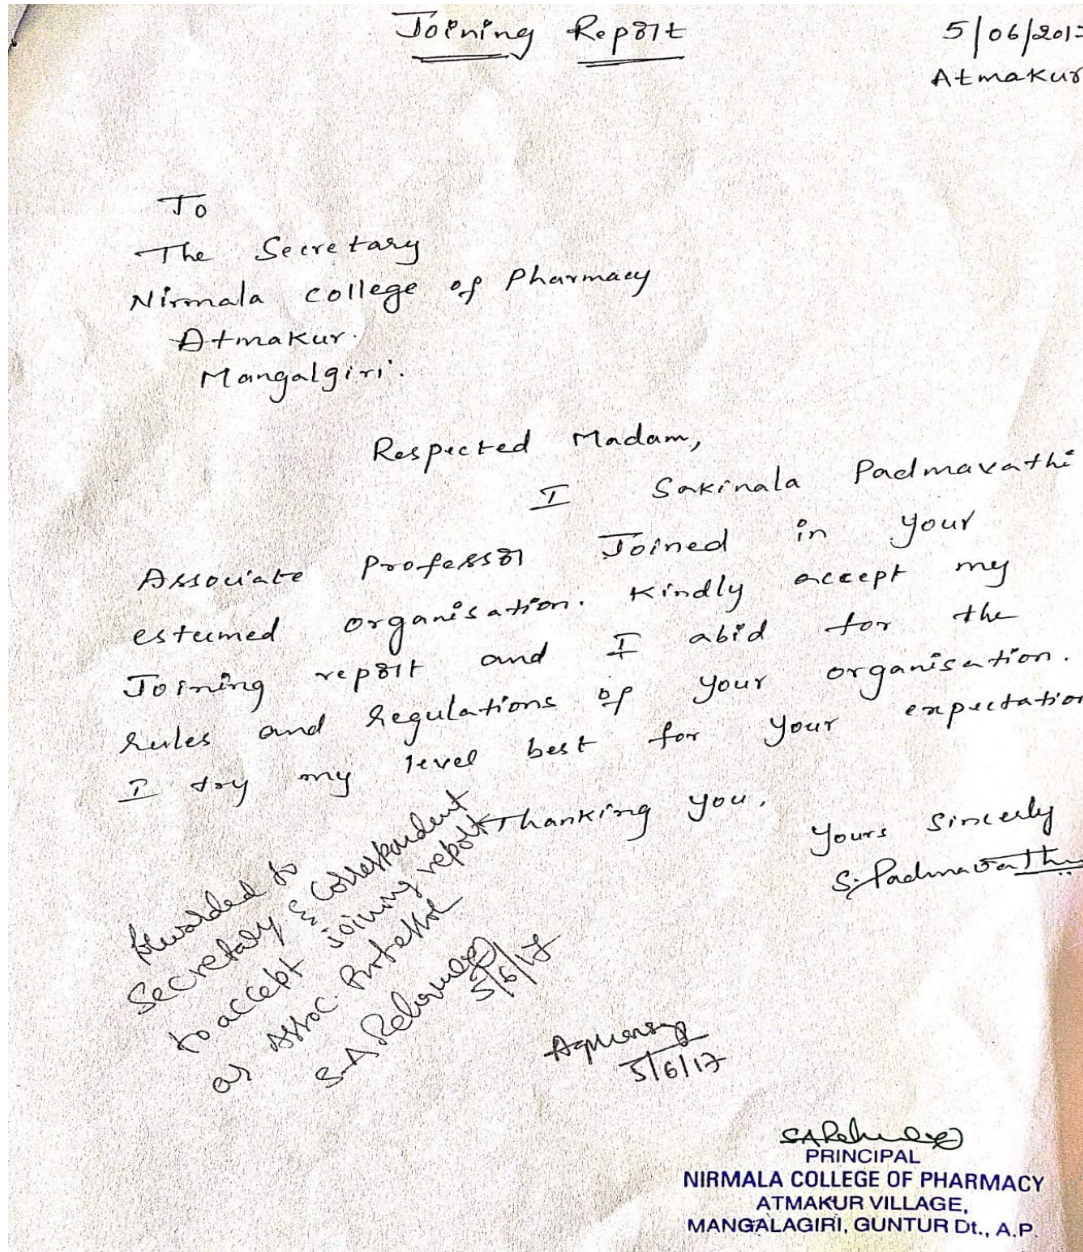 Joining Report
5/06/201
Atmakur
To
The Secretary
Nirmala college of Pharmacy
Atmakur.
Mangalgiri.
Respected Madam,
I Sakinala Padmavathi
Associate Professor Joined in your
esteemed organisation. Kindly accept my
Joining report and I abid for the
rules and regulations of your organisation.
I try my level best for your expectation
Thanking you,
Yours Sincerly
S. Padmavathi
forwarded to
Secretary & Correspondent
to accept joining report
as Assoc Professor
5/6/17
5/6/17
PRINCIPAL
NIRMALA COLLEGE OF PHARMACY
ATMAKUR VILLAGE,
MANGALAGIRI, GUNTUR Dt., A.P.